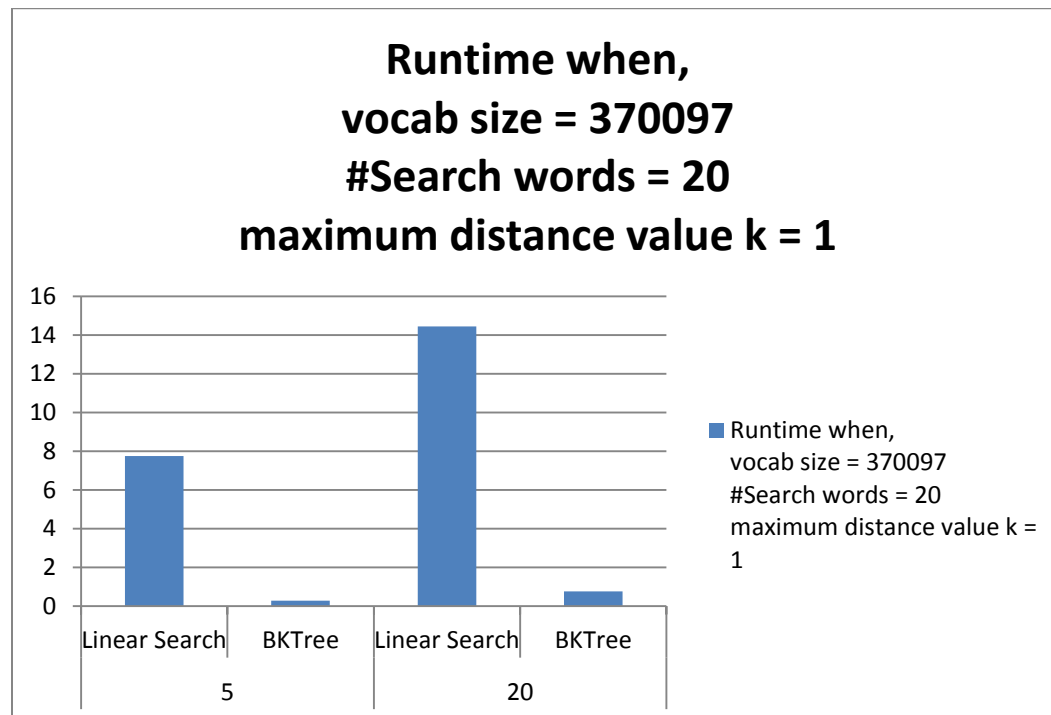 Runtime when,
vocab size = 370097
#Search words = 20
maximum distance value k = 1
16
14
12
10
8
6
4
2
0
Linear Search BKTree Linear Search BKTree
5 20
Runtime when,
vocab size = 370097
#Search words = 20
maximum distance value k =
1